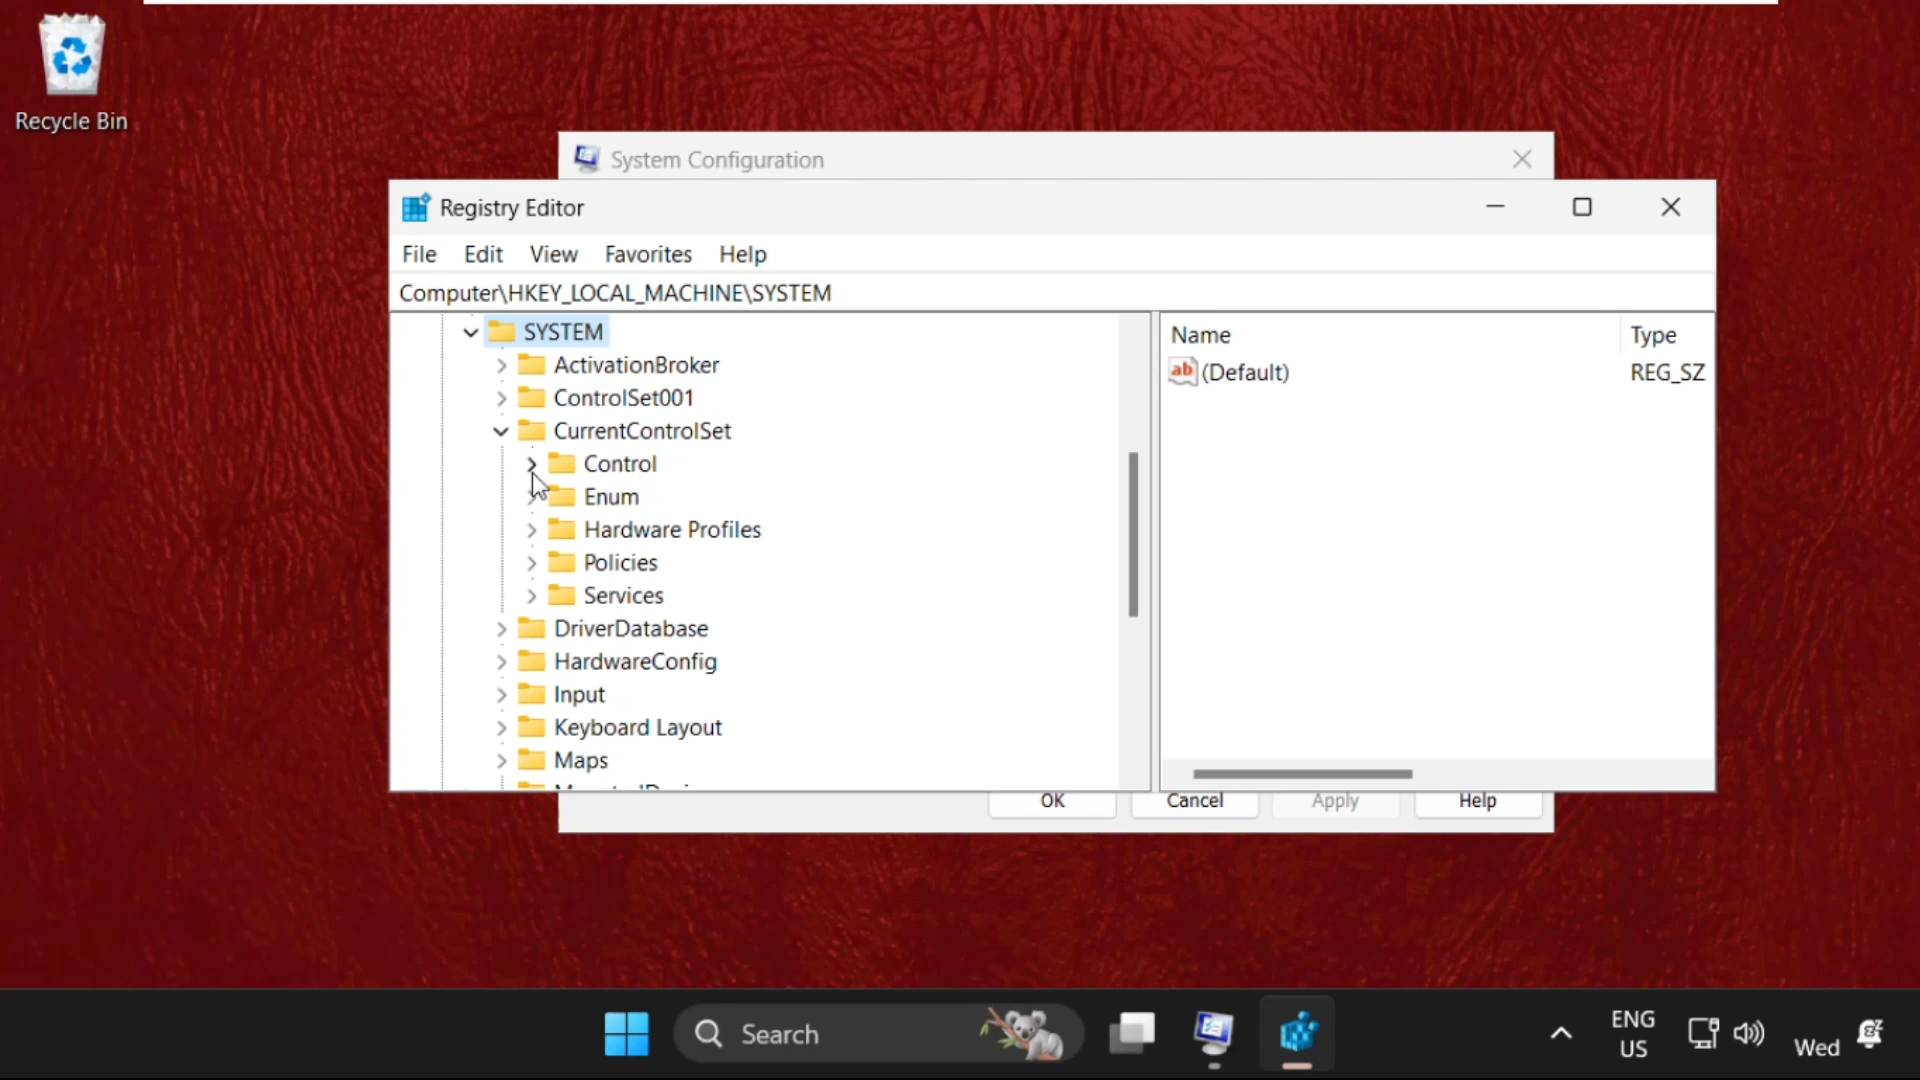 Recycle Bin
System Configuration
Registry Editor
File Edit View Favorites Help
Computer\HKEY_LOCAL_MACHINE\SYSTEM
Name Type
SYSTEM
ab (Default) REG_SZ
ActivationBroker
ControlSet001
CurrentControlSet
Control
Enum
Hardware Profiles
Policies
Services
DriverDatabase
HardwareConfig
Input
Keyboard Layout
Maps
OK Cancel Apply Help
Search
ENG
US
Wed